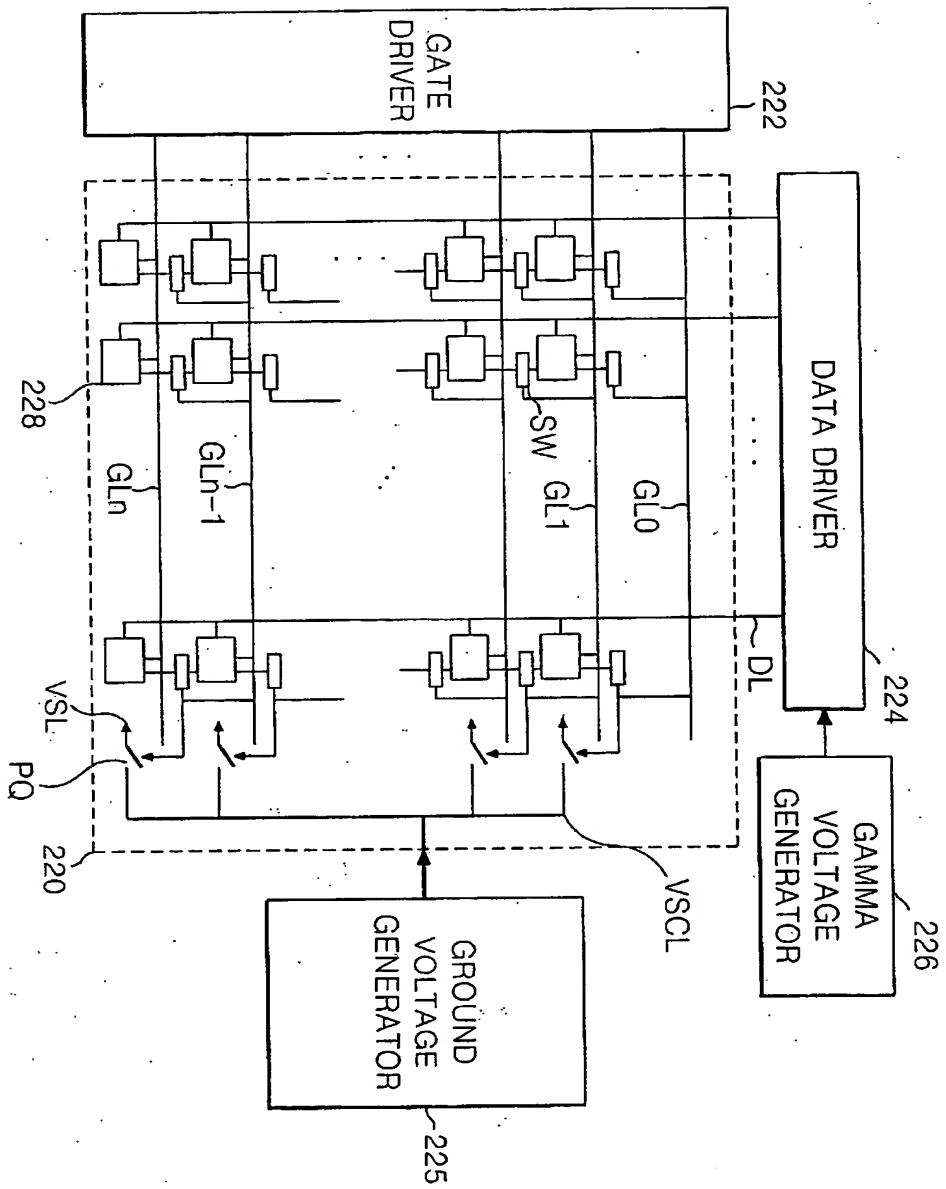 GATE
DRIVER
222
DATA DRIVER
224
GAMMA
VOLTAGE
GENERATOR
226
GL0
GL1
SW
GLn-1
GLn
228
DL
VSL
PQ
220
VSCL
GROUND
VOLTAGE
GENERATOR
225